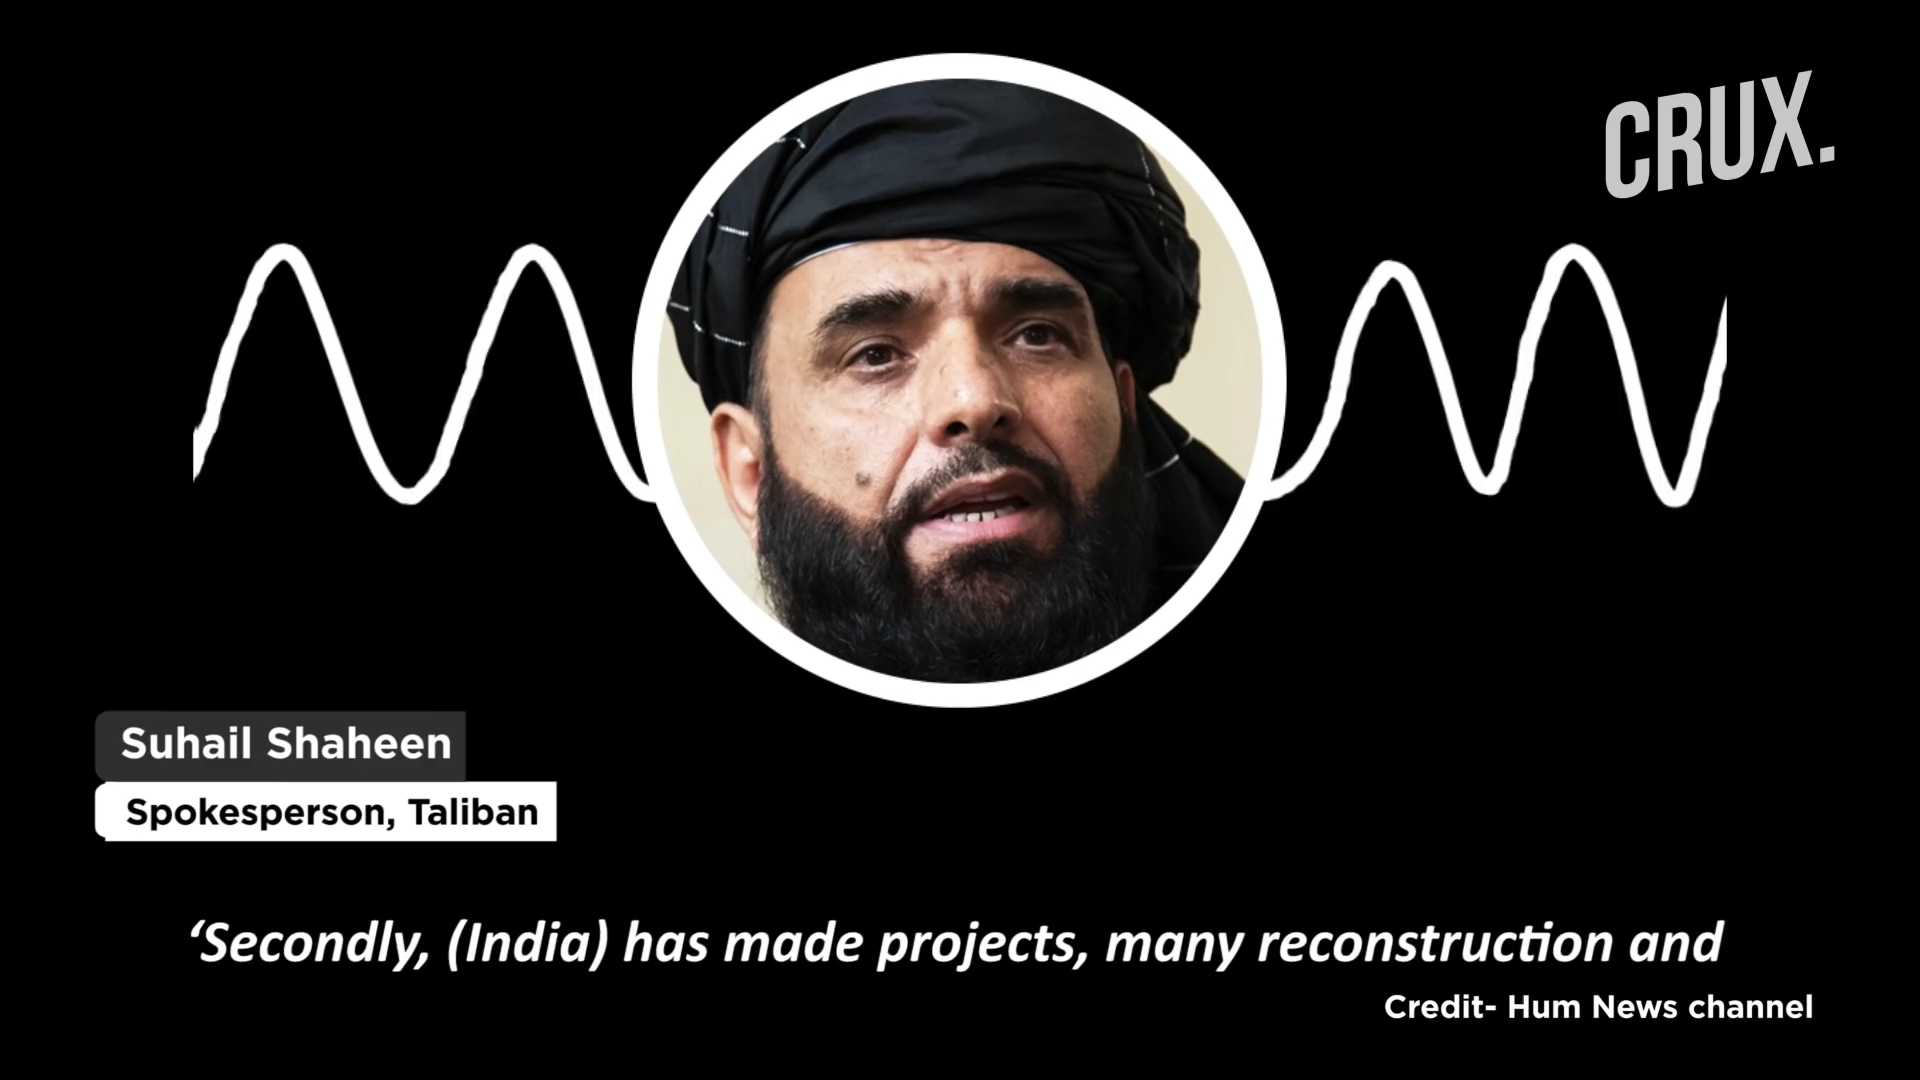 CRUX.
Suhail Shaheen
Spokesperson, Taliban
‘Secondly, (India) has made projects, many reconstruction and
Credit- Hum News channel